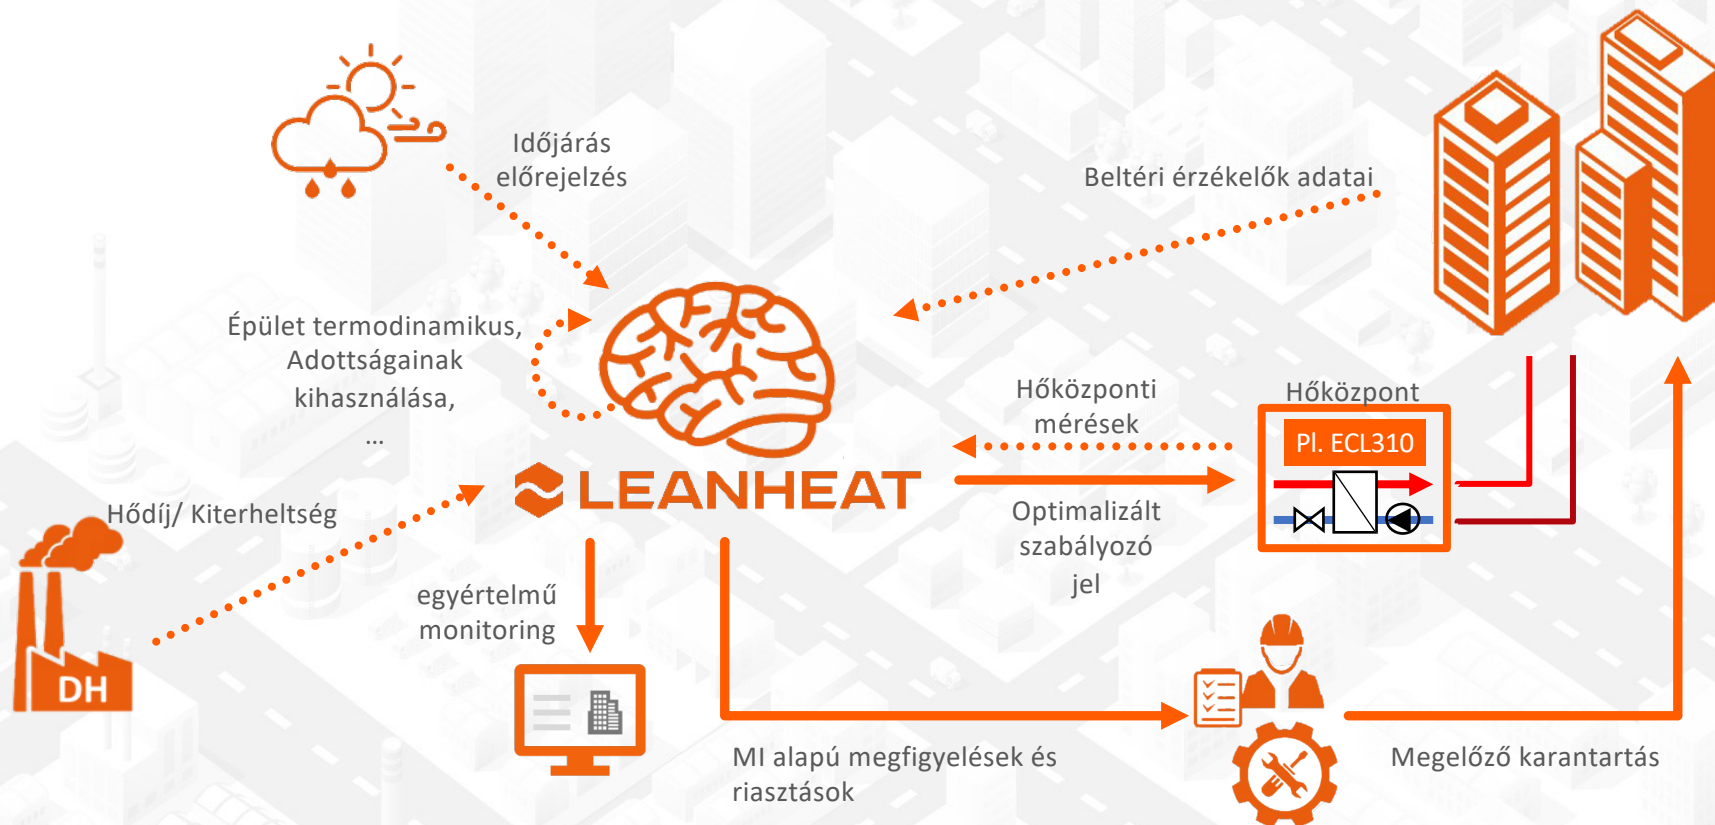 Időjárás
előrejelzés
Beltéri érzékelők adatai
Épület termodinamikus,
Adottságainak
kihasználása,
...
Hőközponti
mérések
Hőközpont
Pl. ECL310
LEANHEAT
Hődíj/ Kiterheltség
Optimalizált
szabályozó
jel
egyértelmű
monitoring
DH
MI alapú megfigyelések és
riasztások
Megelőző karantartás